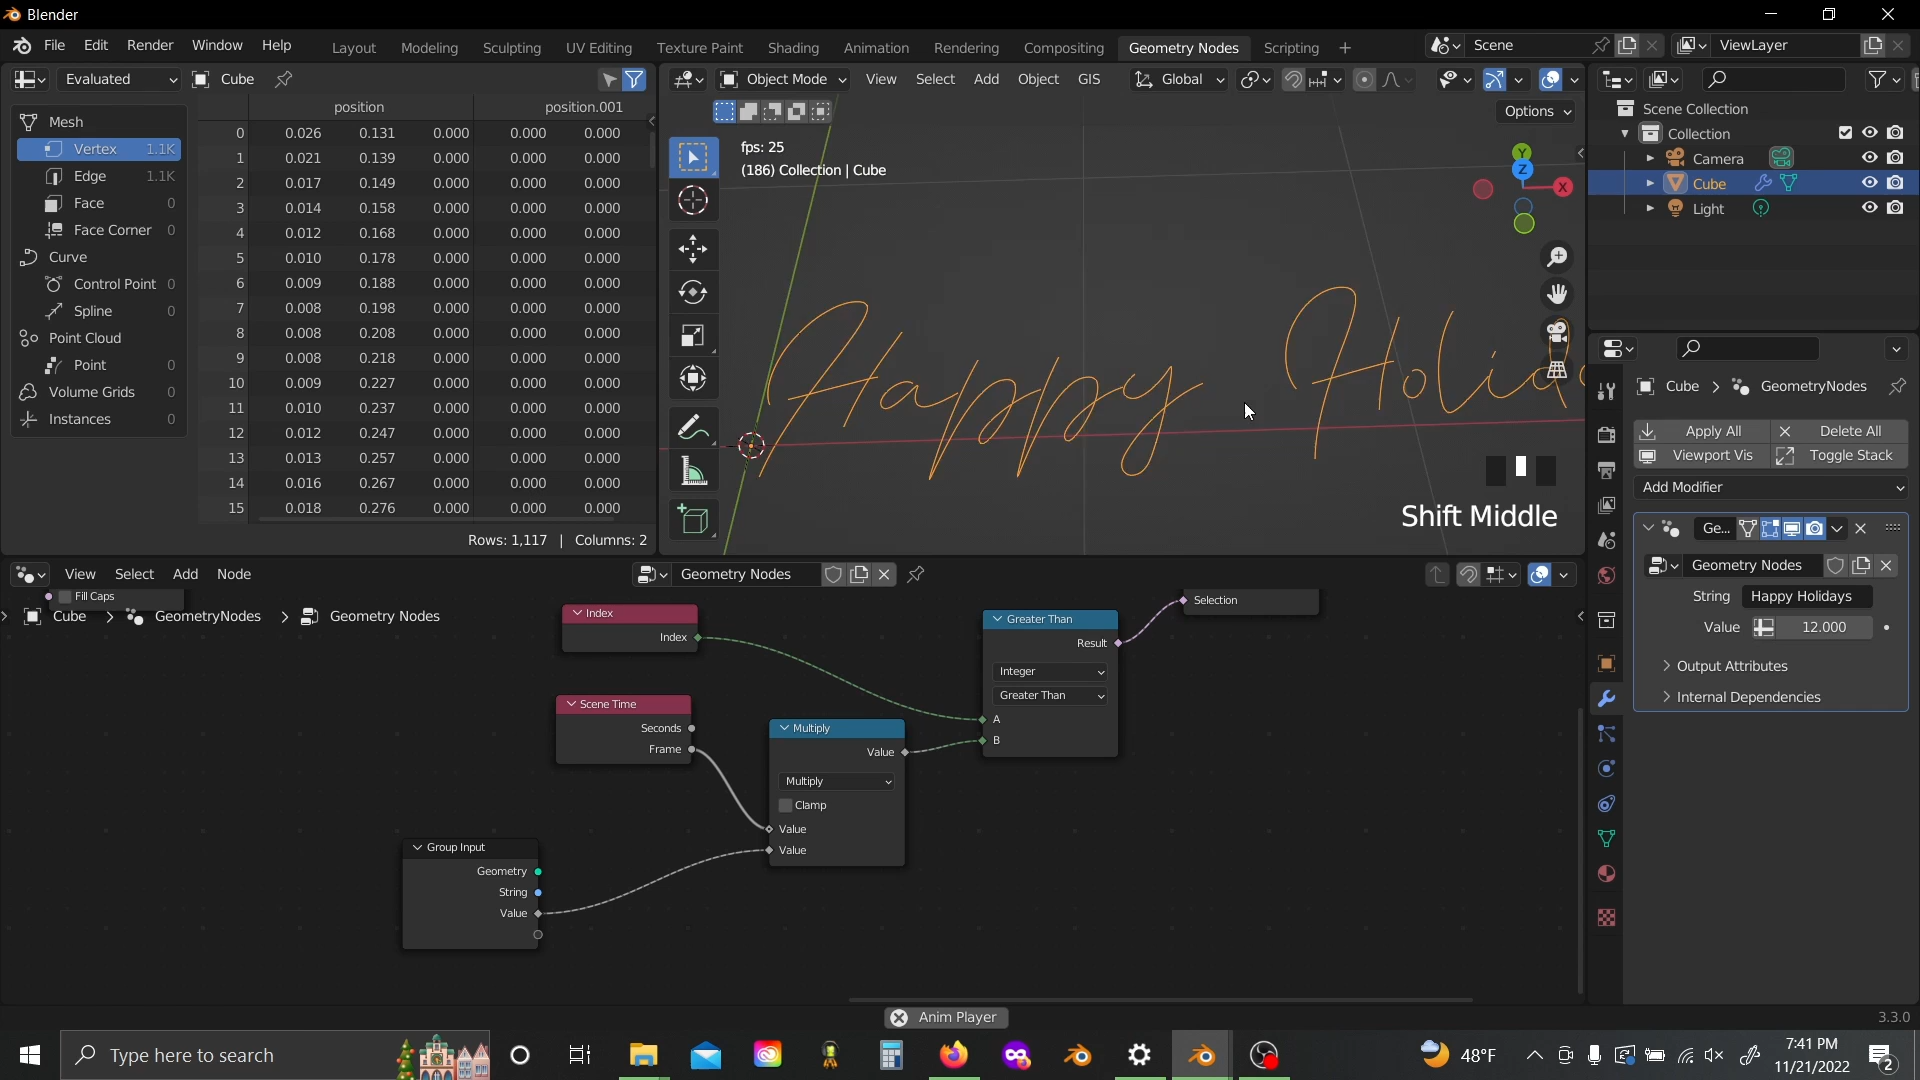 Blender
File Edit Render Window Help
Layout Modeling Sculpting UV Editing Texture Paint Shading Animation Rendering Compositing Geometry Nodes Scripting +
Scene
ViewLayer
Evaluated
Cube
Object Mode
View Select Add Object GIS
Global
Options
position position.001
Mesh
Vertex 1.1K
Edge 1.1K
Face 0
Face Corner 0
Curve
Control Point 0
Spline 0
Point Cloud
Point 0
Volume Grids 0
Instances 0
0 0.026 0.131 0.000 0.000 0.000
1 0.021 0.139 0.000 0.000 0.000
2 0.017 0.149 0.000 0.000 0.000
3 0.014 0.158 0.000 0.000 0.000
4 0.012 0.168 0.000 0.000 0.000
5 0.010 0.178 0.000 0.000 0.000
6 0.009 0.188 0.000 0.000 0.000
7 0.008 0.198 0.000 0.000 0.000
8 0.008 0.208 0.000 0.000 0.000
9 0.008 0.218 0.000 0.000 0.000
10 0.009 0.227 0.000 0.000 0.000
11 0.010 0.237 0.000 0.000 0.000
12 0.012 0.247 0.000 0.000 0.000
13 0.013 0.257 0.000 0.000 0.000
14 0.016 0.267 0.000 0.000 0.000
15 0.018 0.276 0.000 0.000 0.000
Rows: 1,117 | Columns: 2
fps: 25
(186) Collection | Cube
Y
Z
X
Happy Holid
Shift Middle
Scene Collection
Collection
Camera
Cube
Light
Cube > GeometryNodes
Apply All
Delete All
Viewport Vis
Toggle Stack
Add Modifier
Ge...
Geometry Nodes
String Happy Holidays
Value 12.000
Output Attributes
Internal Dependencies
View Select Add Node
Geometry Nodes
Fill Caps
Cube > GeometryNodes > Geometry Nodes
Index
Index
Scene Time
Seconds
Frame
Group Input
Geometry
String
Value
Multiply
Value
Multiply
Clamp
Value
Value
Greater Than
Result
Integer
Greater Than
A
B
Selection
Anim Player
3.3.0
Type here to search
48°F
7:41 PM
11/21/2022
2